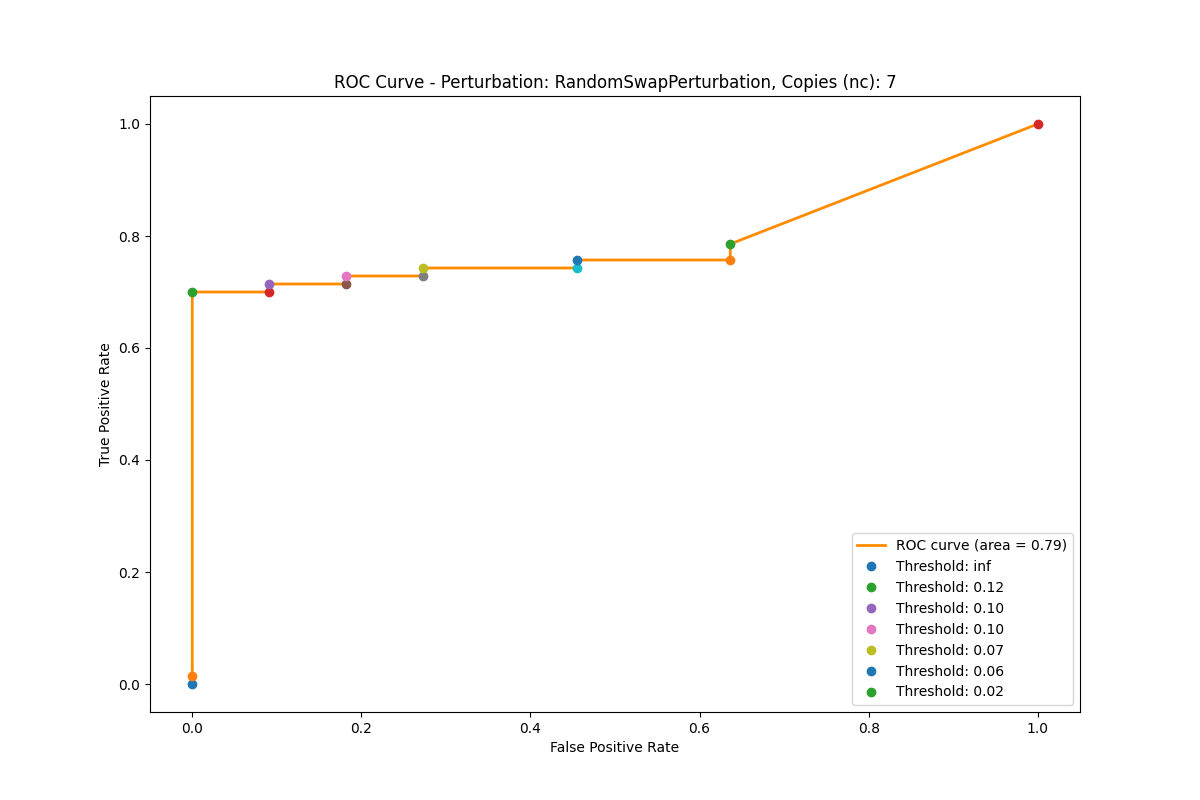 ROC Curve - Perturbation: RandomSwapPerturbation, Copies (nc): 7
1.0
0.8
0.6
0.4
0.2
0.0
True Positive Rate
0.0 0.2 0.4 0.6 0.8 1.0
False Positive Rate
ROC curve (area = 0.79)
Threshold: inf
Threshold: 0.12
Threshold: 0.10
Threshold: 0.10
Threshold: 0.07
Threshold: 0.06
Threshold: 0.02